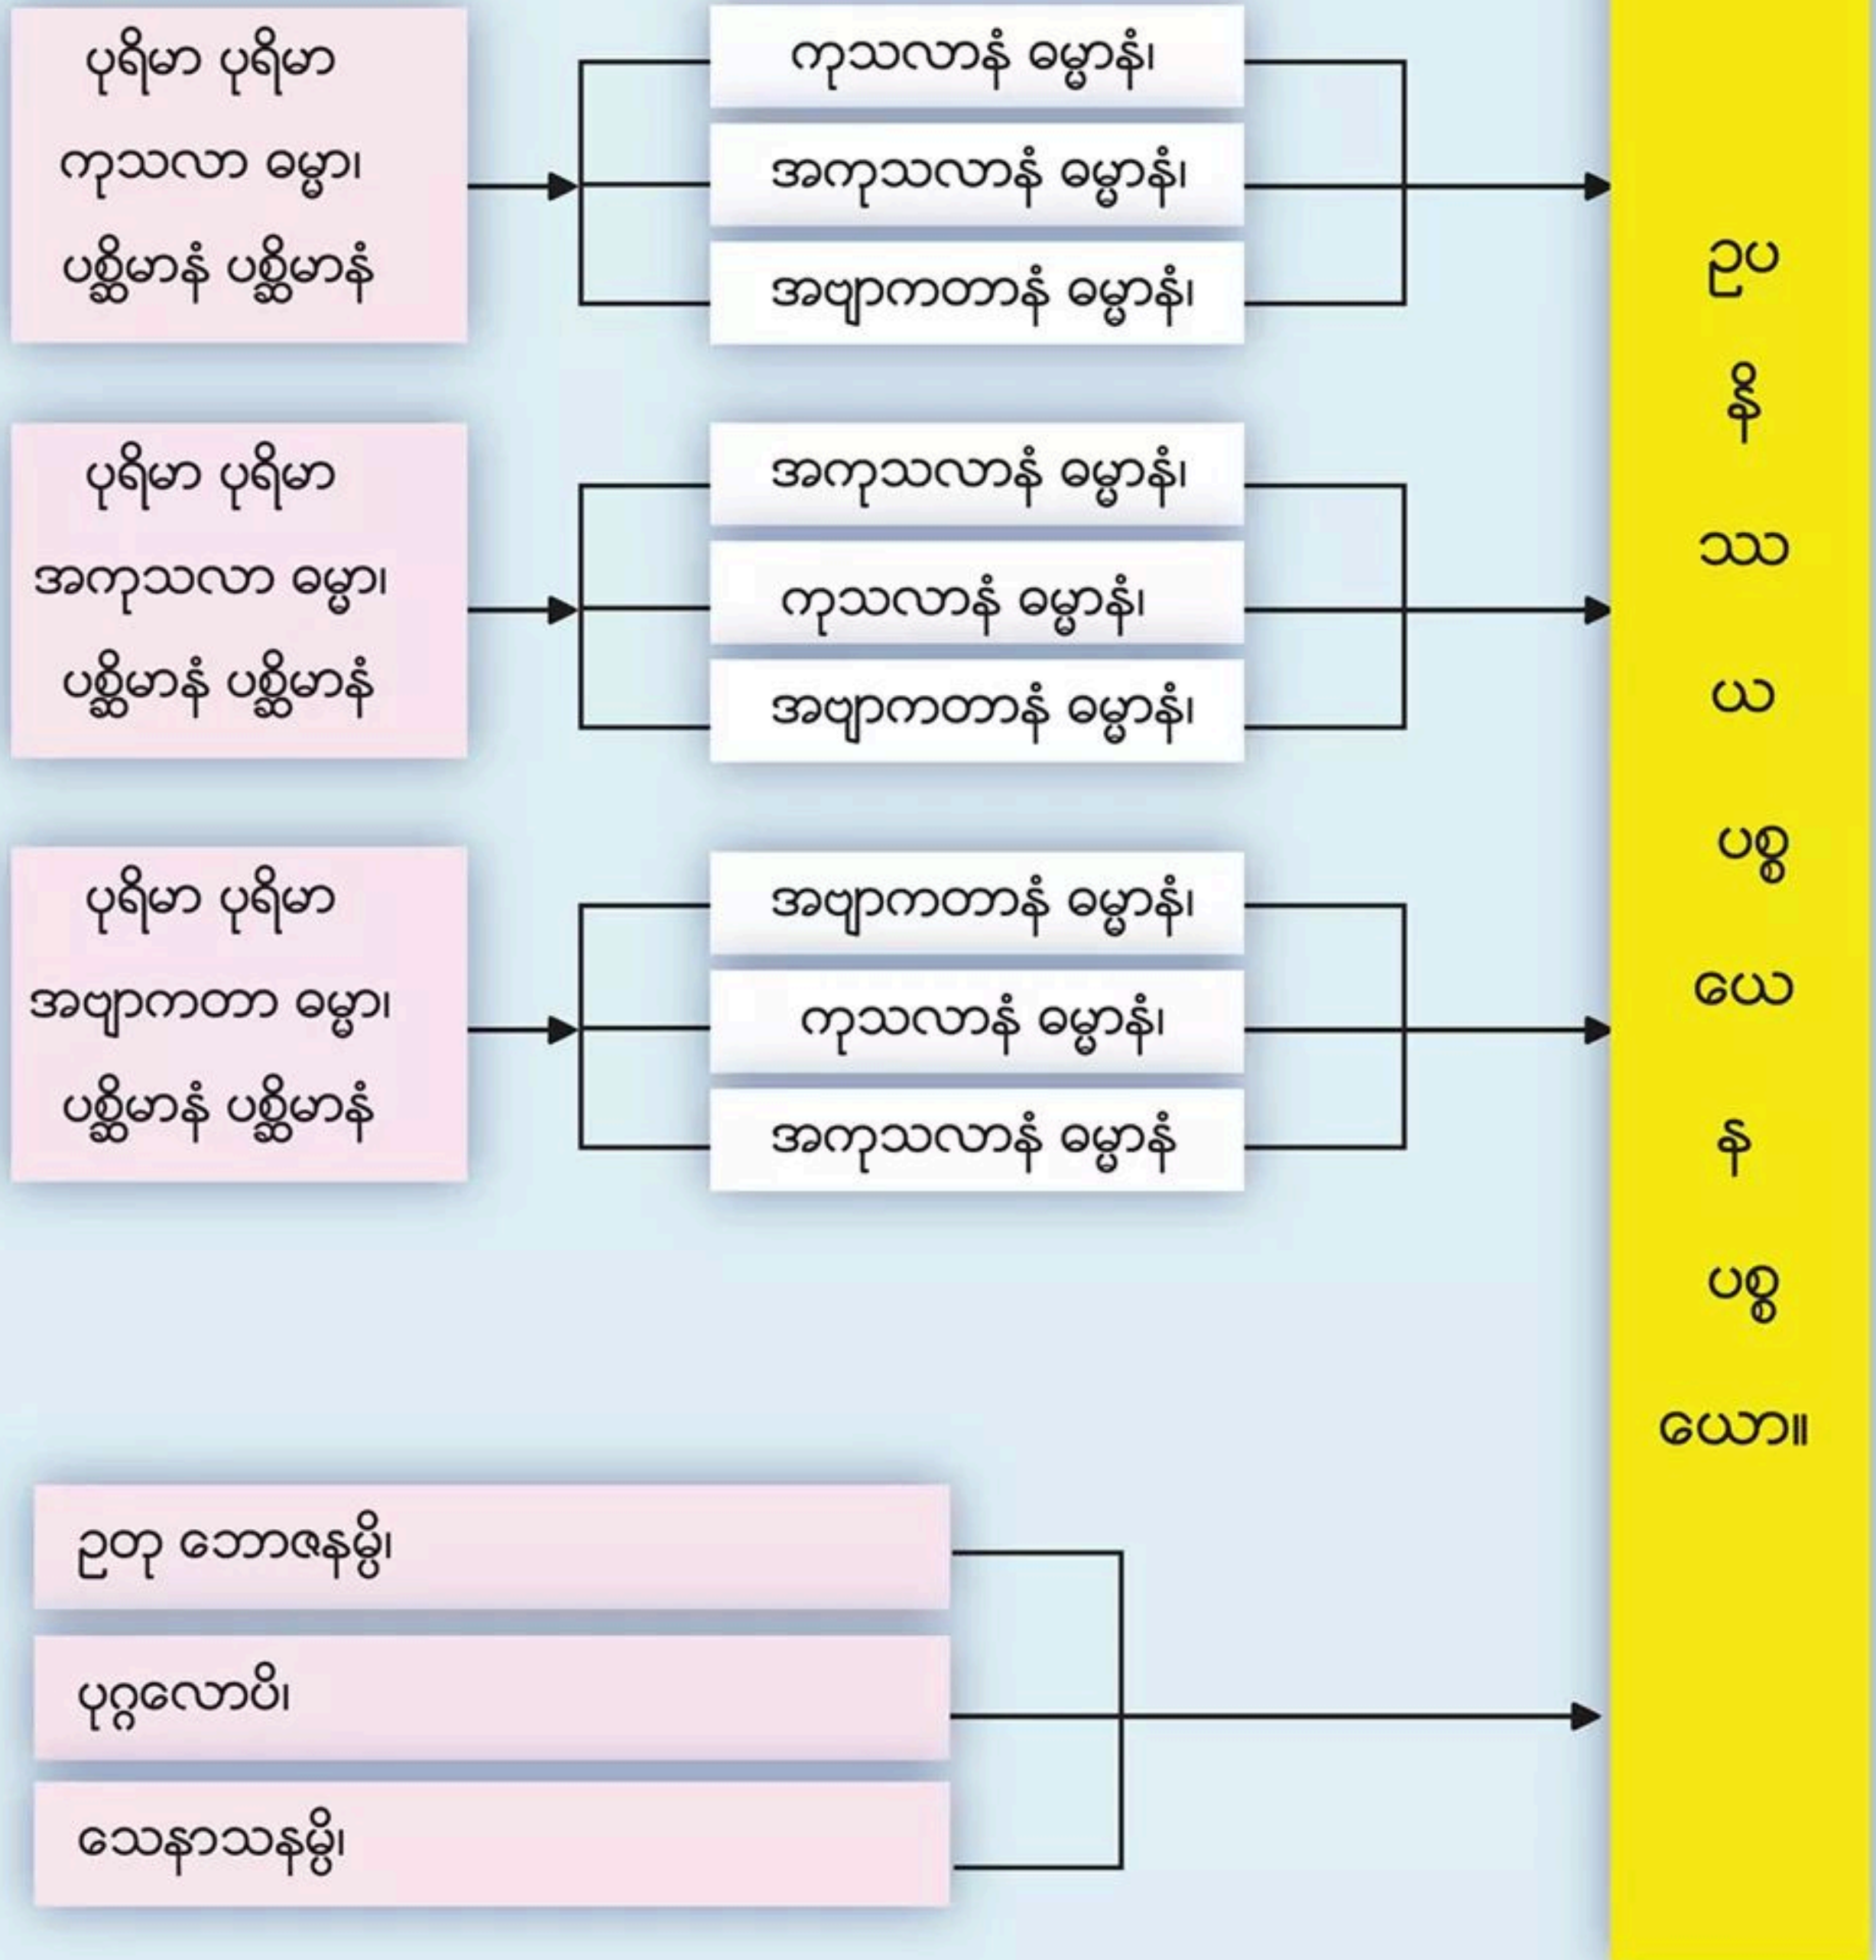 ပုရိမာ ပုရိမာ
ကုသလာ ဓမ္မာ၊
ပစ္ဆိမာနံ ပစ္ဆိမာနံ
ကုသလာနံ ဓမ္မာနံ၊
အကုသလာနံ ဓမ္မာနံ၊
အဗျာကတာနံ ဓမ္မာနံ၊
ပုရိမာ ပုရိမာ
အကုသလာ ဓမ္မာ၊
ပစ္ဆိမာနံ ပစ္ဆိမာနံ
အကုသလာနံ ဓမ္မာနံ၊
ကုသလာနံ ဓမ္မာနံ၊
အဗျာကတာနံ ဓမ္မာနံ၊
ပုရိမာ ပုရိမာ
အဗျာကတာ ဓမ္မာ၊
ပစ္ဆိမာနံ ပစ္ဆိမာနံ
အဗျာကတာနံ ဓမ္မာနံ၊
ကုသလာနံ ဓမ္မာနံ၊
အကုသလာနံ ဓမ္မာနံ
ဥတု ဘောဇနမ္ပိ၊
ပုဂ္ဂလောပိ၊
သေနာသနမ္ပိ၊
ဥပ
နိ
ဿ
ယ
ပစ္စ
ယေ
န
ပစ္စ
ယော။